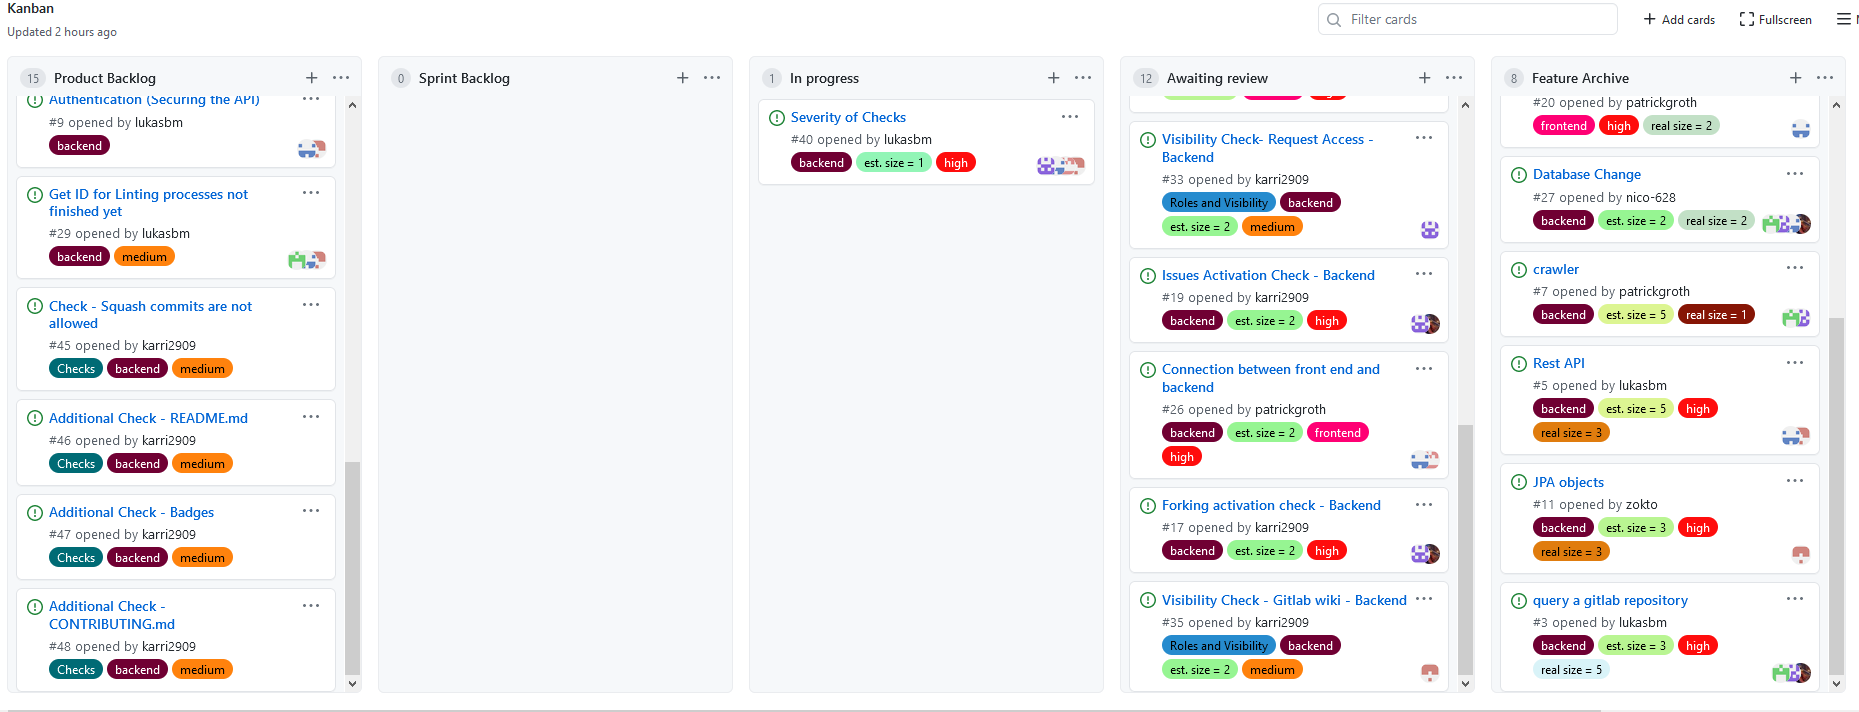 Kanban
Updated 2 hours ago
Filter cards
Add cards
Fullscreen
15 Product Backlog
Authentication (Securing the API)
#9 opened by lukasbm
backend
Get ID for Linting processes not
finished yet
#29 opened by lukasbm
backend medium
Check - Squash commits are not
allowed
#45 opened by karri2909
Checks backend medium
Additional Check - README.md
#46 opened by karri2909
Checks backend medium
Additional Check - Badges
#47 opened by karri2909
Checks backend medium
Additional Check -
CONTRIBUTING.md
#48 opened by karri2909
Checks backend medium
0 Sprint Backlog
1 In progress
Severity of Checks
#40 opened by lukasbm
backend est. size = 1 high
12 Awaiting review
Visibility Check- Request Access -
Backend
#33 opened by karri2909
Roles and Visibility backend
est. size = 2 medium
Issues Activation Check - Backend
#19 opened by karri2909
backend est. size = 2 high
Connection between front end and
backend
#26 opened by patrickgroth
backend est. size = 2 frontend
high
Forking activation check - Backend
#17 opened by karri2909
backend est. size = 2 high
Visibility Check - Gitlab wiki - Backend
#35 opened by karri2909
Roles and Visibility backend
est. size = 2 medium
8 Feature Archive
#20 opened by patrickgroth
frontend high real size = 2
Database Change
#27 opened by nico-628
backend est. size = 2 real size = 2
crawler
#7 opened by patrickgroth
backend est. size = 5 real size = 1
Rest API
#5 opened by lukasbm
backend est. size = 5 high
real size = 3
JPA objects
#11 opened by zokto
backend est. size = 3 high
real size = 3
query a gitlab repository
#3 opened by lukasbm
backend est. size = 3 high
real size = 5